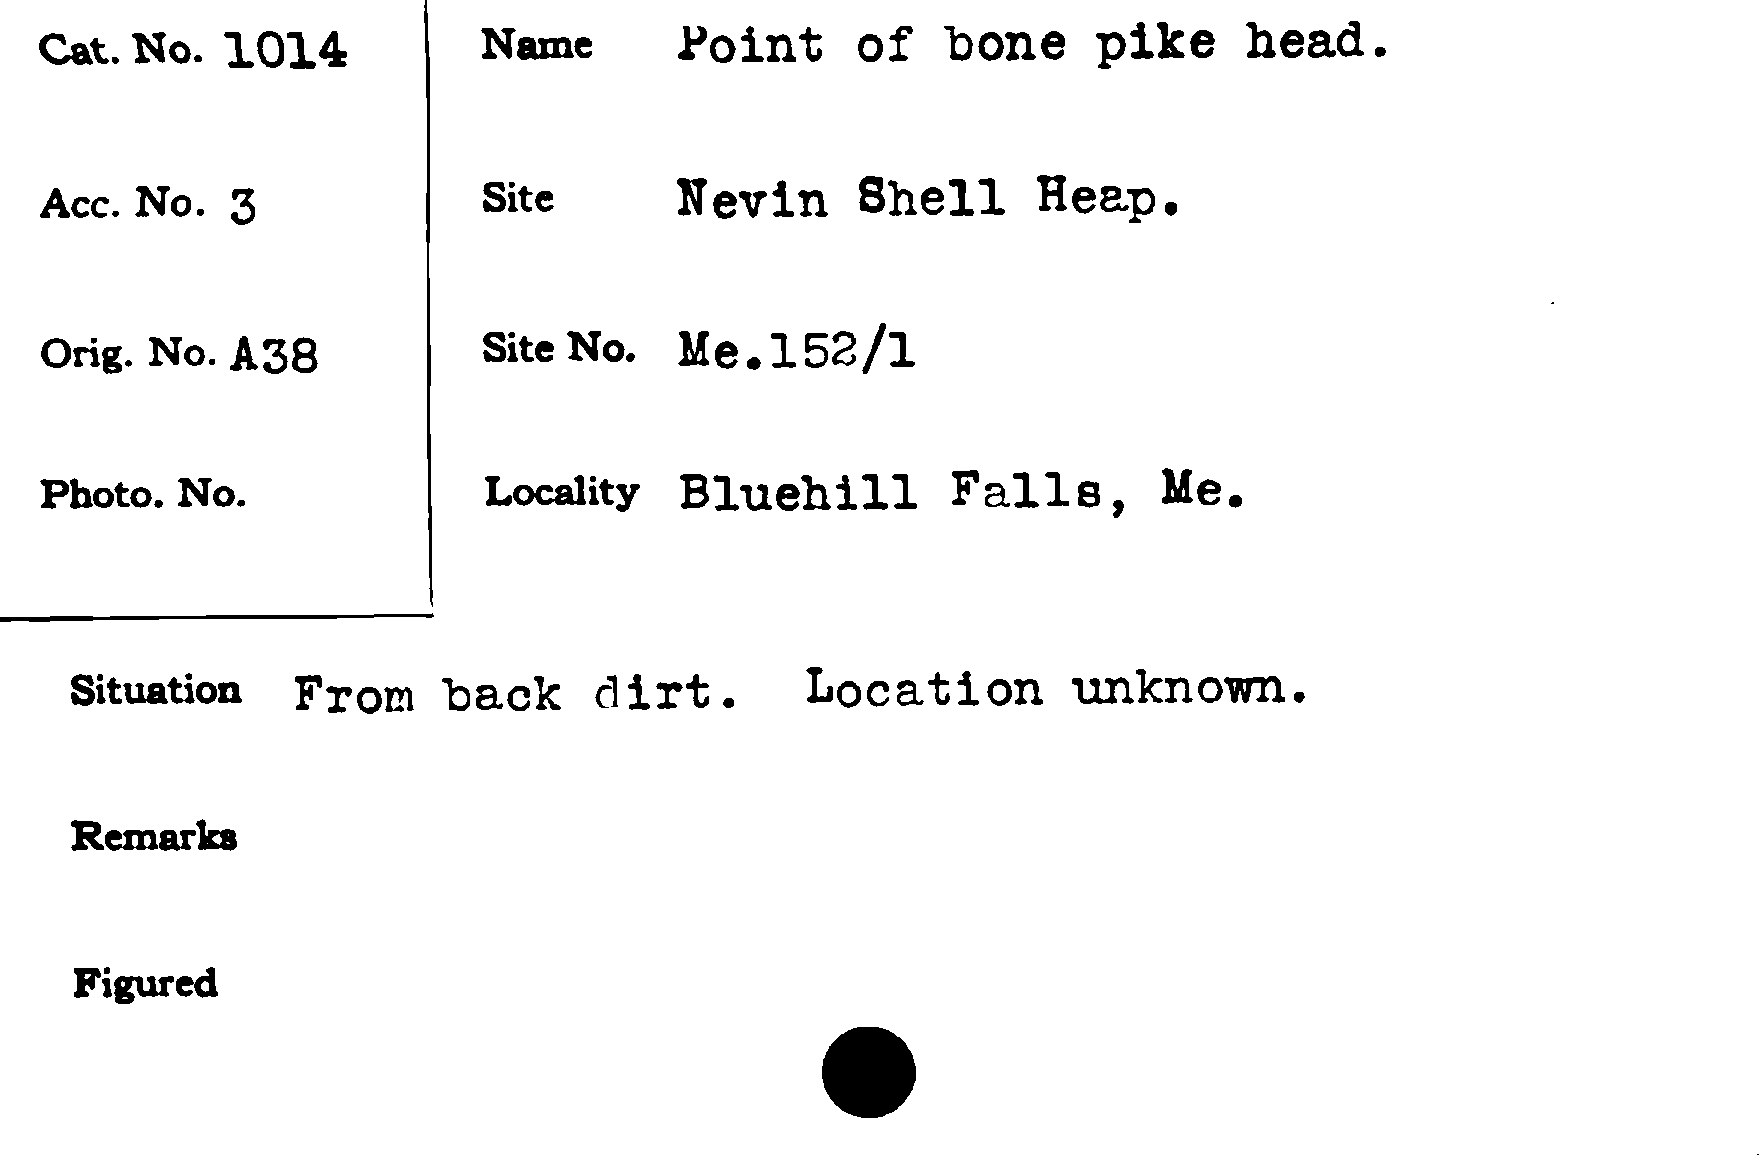 Cat. No. 1014
Name Point of bone pike head.
Acc. No. 3
Site Nevin Shell Heap.
Orig. No. A38
Site No. Me.152/1
Photo. No.
Locality Bluehill Falls, Me.
Situation From back dirt. Location unknown.
Remarks
Figured